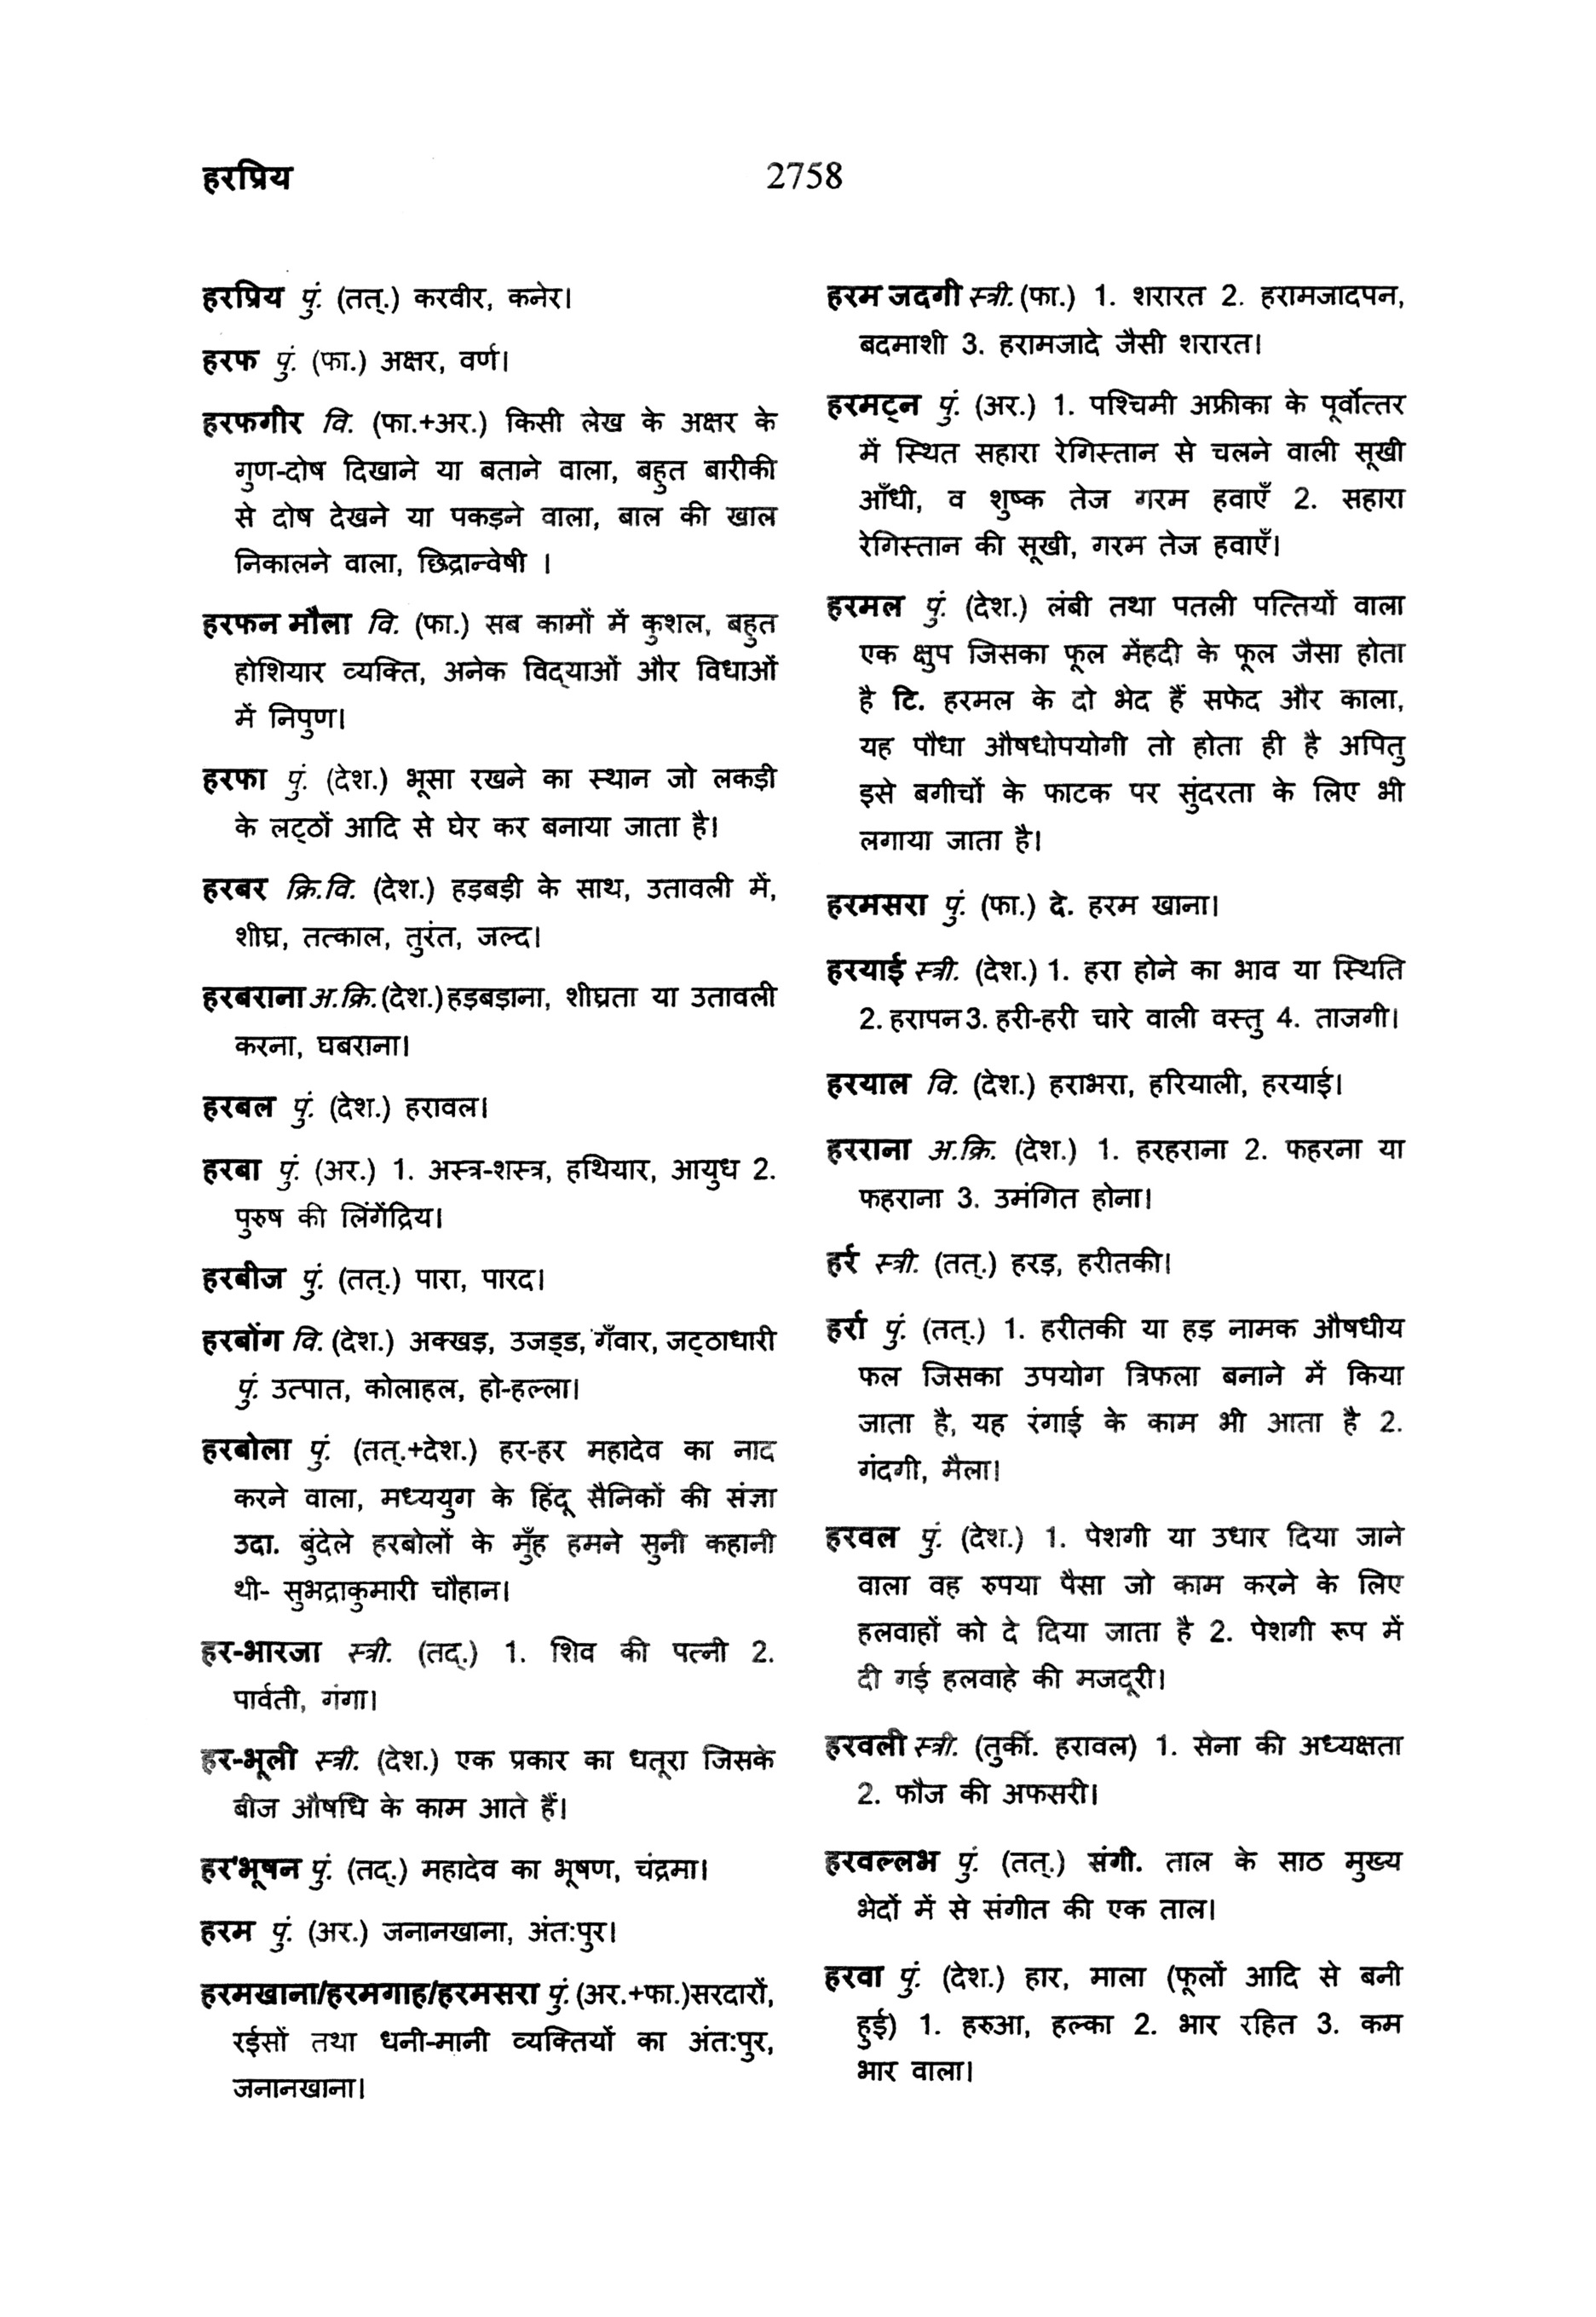 हरप्रिय
2758
हरप्रिय पुं. (तत्.) करवीर, कनेर।
हरफ पुं. (फा.) अक्षर, वर्ण।
हरफगीर वि. (फा.+अर.) किसी लेख के अक्षर के
गुण-दोष दिखाने या बताने वाला, बहुत बारीकी
से दोष देखने या पकड़ने वाला, बाल की खाल
निकालने वाला, छिद्रान्वेषी ।
हरफन मौला वि. (फा.) सब कामों में कुशल, बहुत
होशियार व्यक्ति, अनेक विद्याओं और विधाओं
में निपुण।
हरफा पुं. (देश.) भूसा रखने का स्थान जो लकड़ी
के लट्ठों आदि से घेर कर बनाया जाता है।
हरबर क्रि.वि. (देश.) हड़बड़ी के साथ, उतावली में,
शीघ्र, तत्काल, तुरंत, जल्द।
हरबराना अ.क्रि. (देश.) हड़बड़ाना, शीघ्रता या उतावली
करना, घबराना।
हरबल पुं. (देश.) हरावल।
हरबा पुं. (अर.) 1. अस्त्र-शस्त्र, हथियार, आयुध 2.
पुरुष की लिंगेंद्रिय।
हरबीज पुं. (तत्.) पारा, पारद।
हरबोंग वि. (देश.) अक्खड़, उजड्ड, गँवार, जट्ठाधारी
पुं. उत्पात, कोलाहल, हो-हल्ला।
हरबोला पुं. (तत्.+देश.) हर-हर महादेव का नाद
करने वाला, मध्ययुग के हिंदू सैनिकों की संज्ञा
उदा. बुंदेले हरबोलों के मुँह हमने सुनी कहानी
थी- सुभद्राकुमारी चौहान।
हर-भारजा स्त्री. (तद्.) 1. शिव की पत्नी 2.
पार्वती, गंगा।
हर-भूली स्त्री. (देश.) एक प्रकार का धतूरा जिसके
बीज औषधि के काम आते हैं।
हर'भूषन पुं. (तद्.) महादेव का भूषण, चंद्रमा।
हरम पुं. (अर.) जनानखाना, अंत:पुर।
हरमखाना/हरमगाह/हरमसरा पुं. (अर.+फा.)सरदारों,
रईसों तथा धनी-मानी व्यक्तियों का अंत:पुर,
जनानखाना।
हरम जदगी स्त्री. (फा.) 1. शरारत 2. हरामजादपन,
बदमाशी 3. हरामजादे जैसी शरारत।
हरमट्न पुं. (अर.) 1. पश्चिमी अफ्रीका के पूर्वोत्तर
में स्थित सहारा रेगिस्तान से चलने वाली सूखी
आँधी, व शुष्क तेज गरम हवाएँ 2. सहारा
रेगिस्तान की सूखी, गरम तेज हवाएँ।
हरमल पुं. (देश.) लंबी तथा पतली पत्तियों वाला
एक क्षुप जिसका फूल मेंहदी के फूल जैसा होता
है टि. हरमल के दो भेद हैं सफेद और काला,
यह पौधा औषधोपयोगी तो होता ही है अपितु
इसे बगीचों के फाटक पर सुंदरता के लिए भी
लगाया जाता है।
हरमसरा पुं. (फा.) दे. हरम खाना।
हरयाई स्त्री. (देश.) 1. हरा होने का भाव या स्थिति
2. हरापन 3. हरी-हरी चारे वाली वस्तु 4. ताजगी।
हरयाल वि. (देश.) हराभरा, हरियाली, हरयाई।
हरराना अ.क्रि. (देश.) 1. हरहराना 2. फहरना या
फहराना 3. उमंगित होना।
हर्र स्त्री. (तत्.) हरड़, हरीतकी।
हर्रा पुं. (तत्.) 1. हरीतकी या हड़ नामक औषधीय
फल जिसका उपयोग त्रिफला बनाने में किया
जाता है, यह रंगाई के काम भी आता है 2.
गंदगी, मैला।
हरवल पुं. (देश.) 1. पेशगी या उधार दिया जाने
वाला वह रुपया पैसा जो काम करने के लिए
हलवाहों को दे दिया जाता है 2. पेशगी रूप में
दी गई हलवाहे की मजदूरी।
हरवली स्त्री. (तुर्की. हरावल) 1. सेना की अध्यक्षता
2. फौज की अफसरी।
हरवल्लभ पुं. (तत्.) संगी. ताल के साठ मुख्य
भेदों में से संगीत की एक ताल।
हरवा पुं. (देश.) हार, माला (फूलों आदि से बनी
हुई) 1. हरुआ, हल्का 2. भार रहित 3. कम
भार वाला।